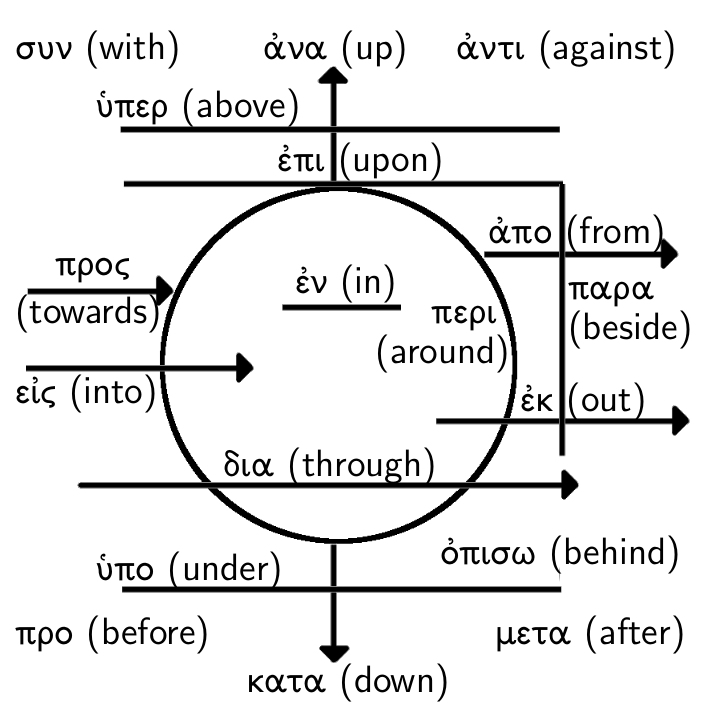 συν (with)
ἀνα (up)
ἀντι (against)
ὑπερ (above)
ἐπι (upon)
ἀπο (from)
προς
(towards)
ἐν (in)
παρα
(beside)
περι
(around)
εἰς (into)
ἐκ (out)
δια (through)
ὀπισω (behind)
ὑπο (under)
προ (before)
μετα (after)
κατα (down)